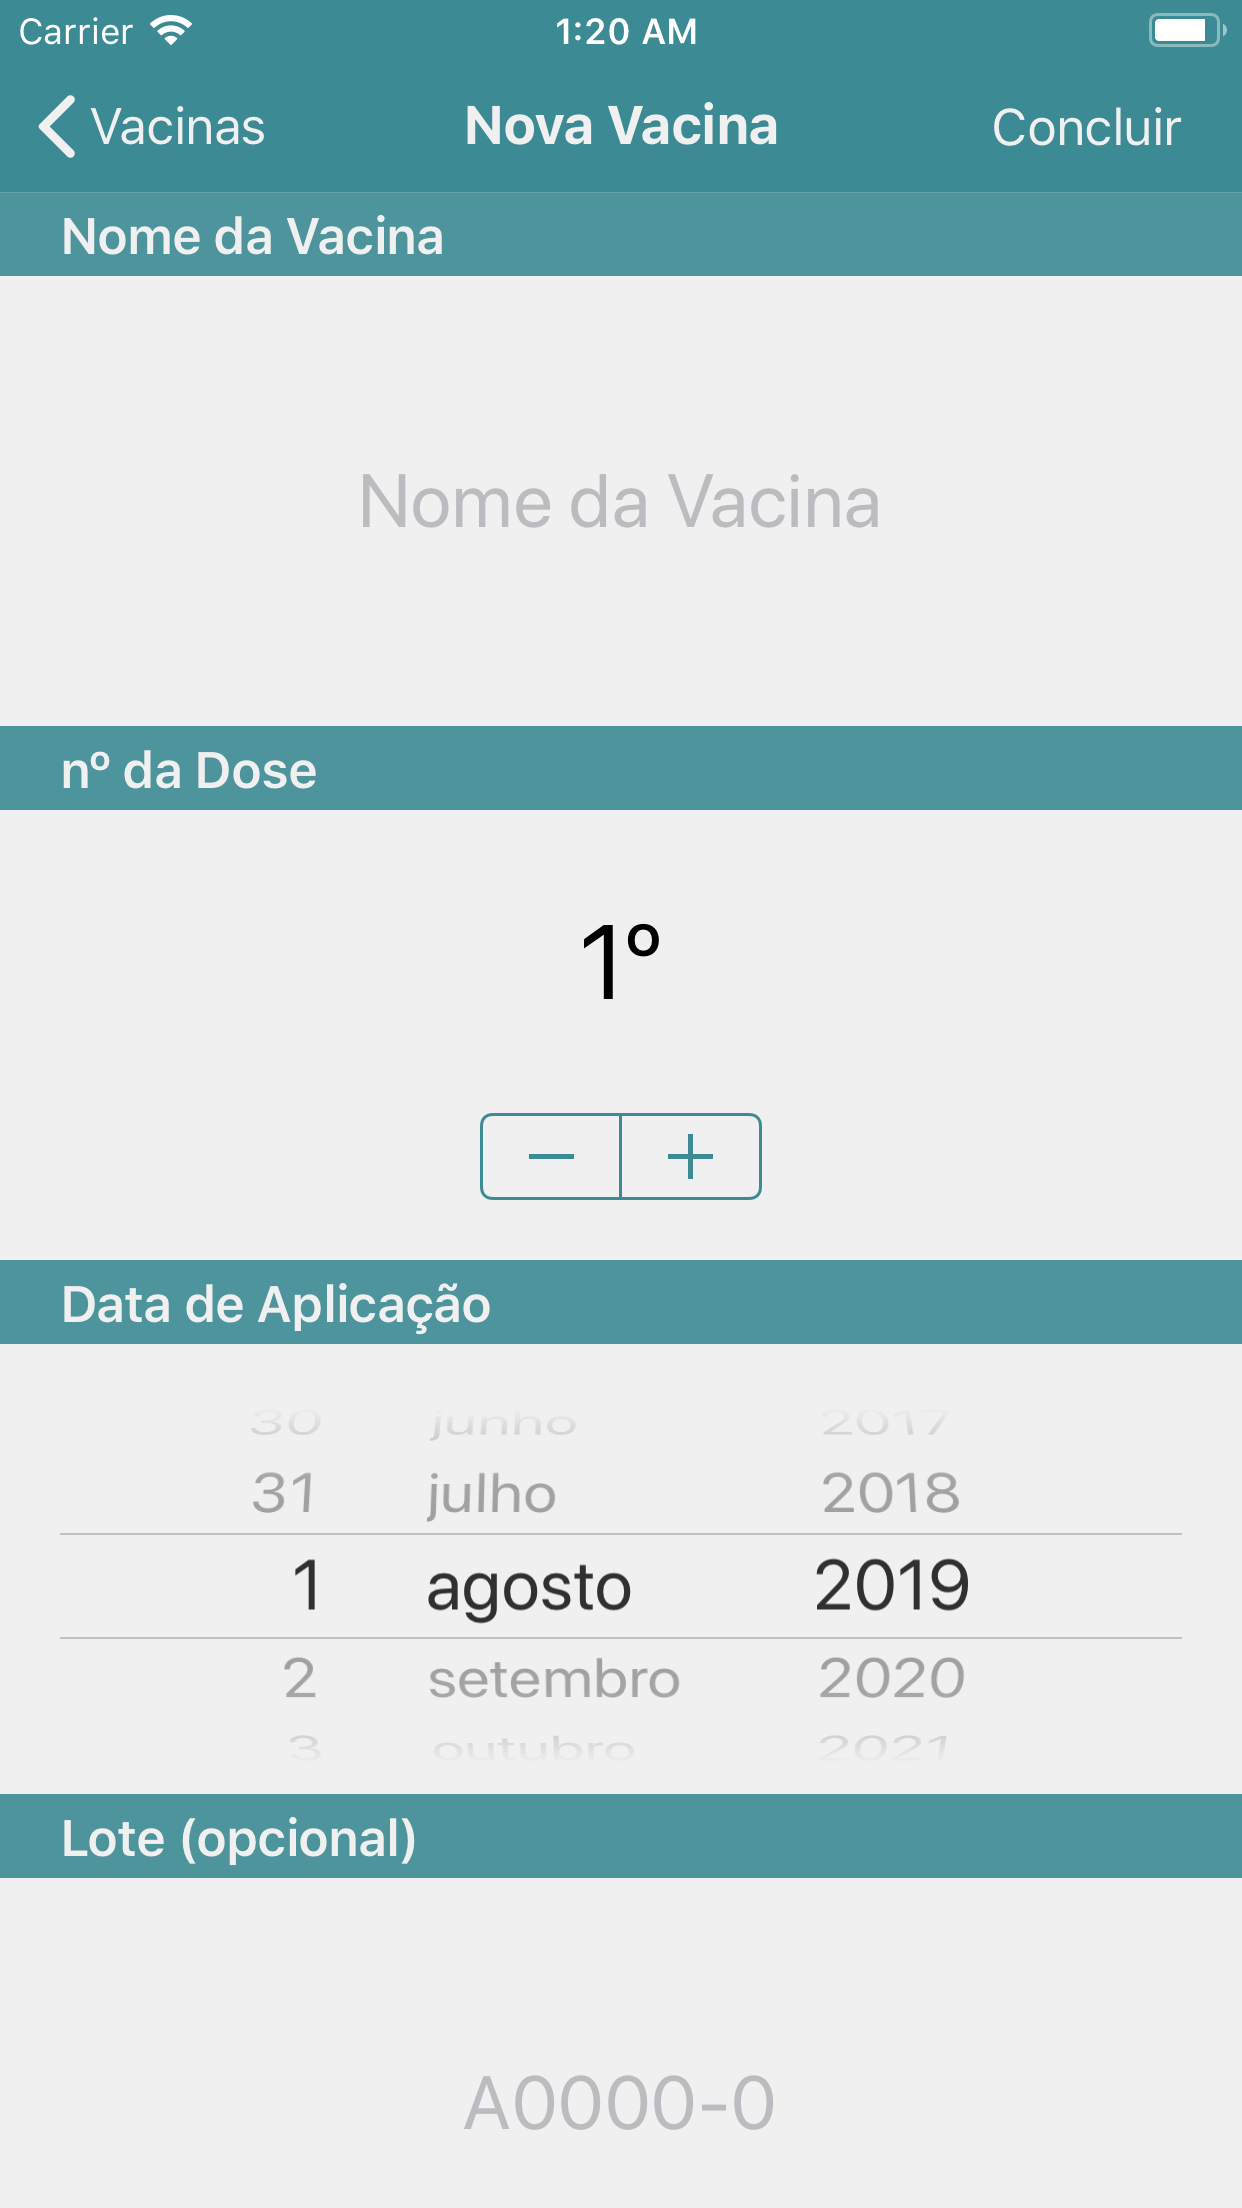 Carrier 1:20 AM
Vacinas Nova Vacina Concluir
Nome da Vacina
Nome da Vacina
nº da Dose
1º
Data de Aplicação
30 junho 2017
31 julho 2018
1 agosto 2019
2 setembro 2020
3 outubro 2021
Lote (opcional)
A0000-0